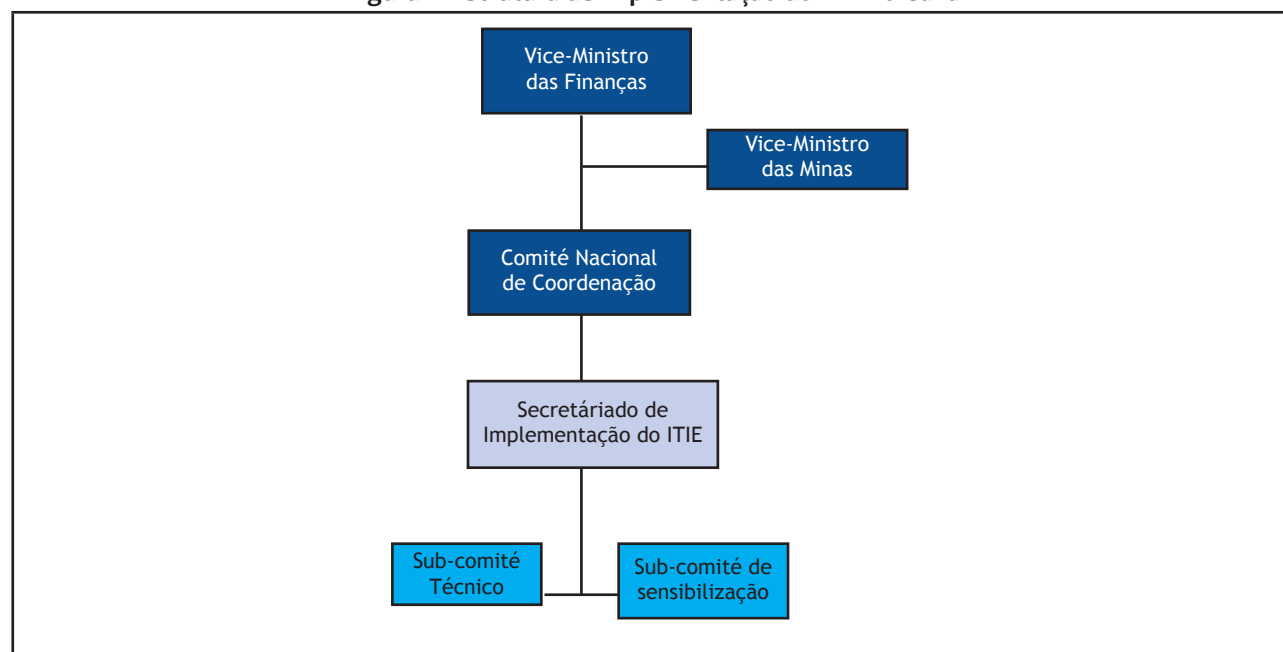 Vice-Ministro
das Finanças
Vice-Ministro
das Minas
Comité Nacional
de Coordenação
Secretáriado de
Implementação do ITIE
Sub-comité
Técnico
Sub-comité de
sensibilização